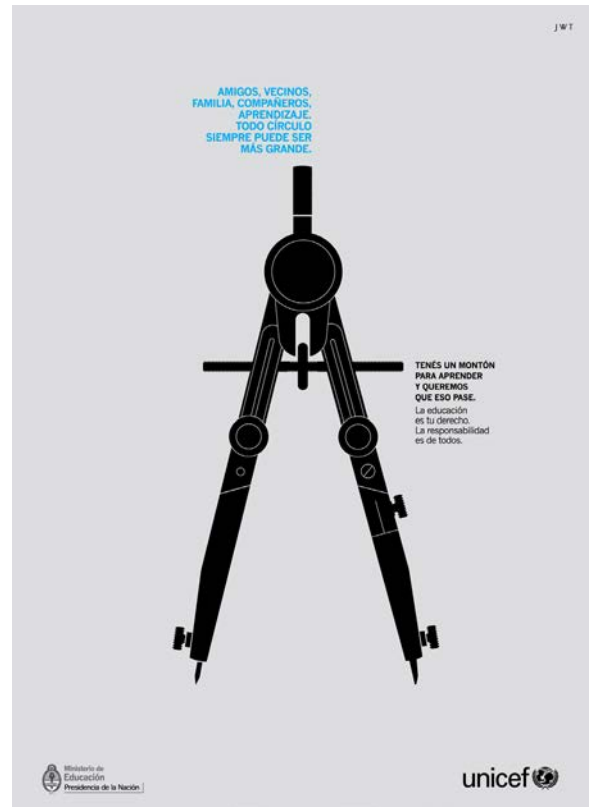 JWT
AMIGOS, VECINOS,
FAMILIA, COMPAÑEROS,
APRENDIZAJE.
TODO CÍRCULO
SIEMPRE PUEDE SER
MÁS GRANDE.
TENÉS UN MONTÓN
PARA APRENDER
Y QUEREMOS
QUE ESO PASE.
La educación
es tu derecho.
La responsabilidad
es de todos.
Ministerio de
Educación
Presidencia de la Nación
unicef